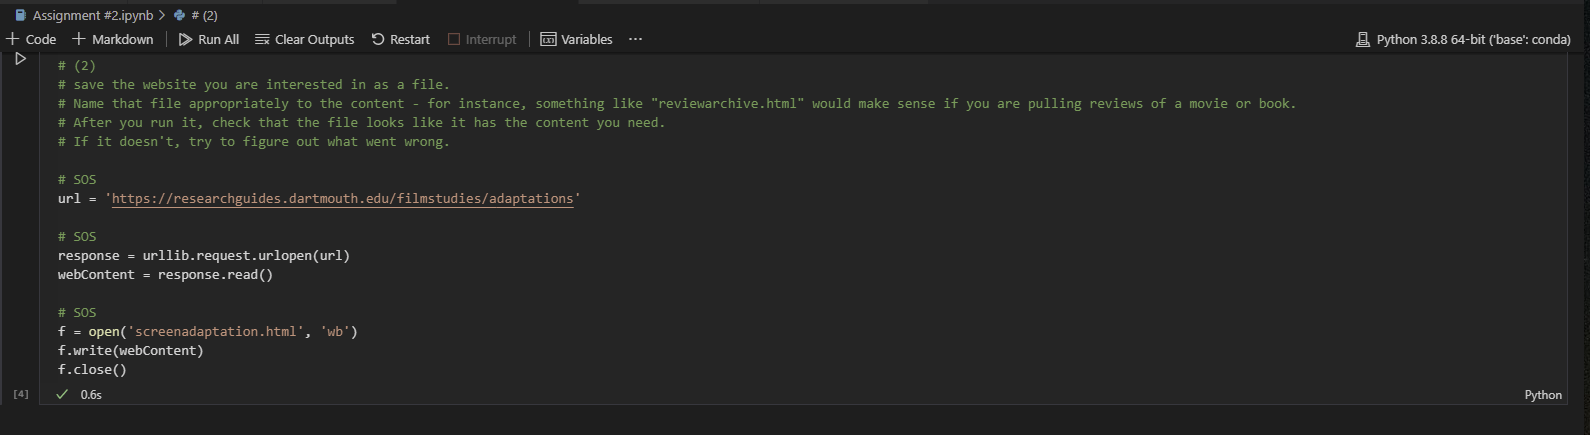 Assignment #2.ipynb > # (2)
+ Code + Markdown Run All Clear Outputs Restart Interrupt Variables ... Python 3.8.8 64-bit ('base': conda)
# (2)
# save the website you are interested in as a file.
# Name that file appropriately to the content - for instance, something like "reviewarchive.html" would make sense if you are pulling reviews of a movie or book.
# After you run it, check that the file looks like it has the content you need.
# If it doesn't, try to figure out what went wrong.
# SOS
url = 'https://researchguides.dartmouth.edu/filmstudies/adaptations'
# SOS
response = urllib.request.urlopen(url)
webContent = response.read()
# SOS
f = open('screenadaptation.html', 'wb')
f.write(webContent)
f.close()
[4] ✓ 0.6s Python